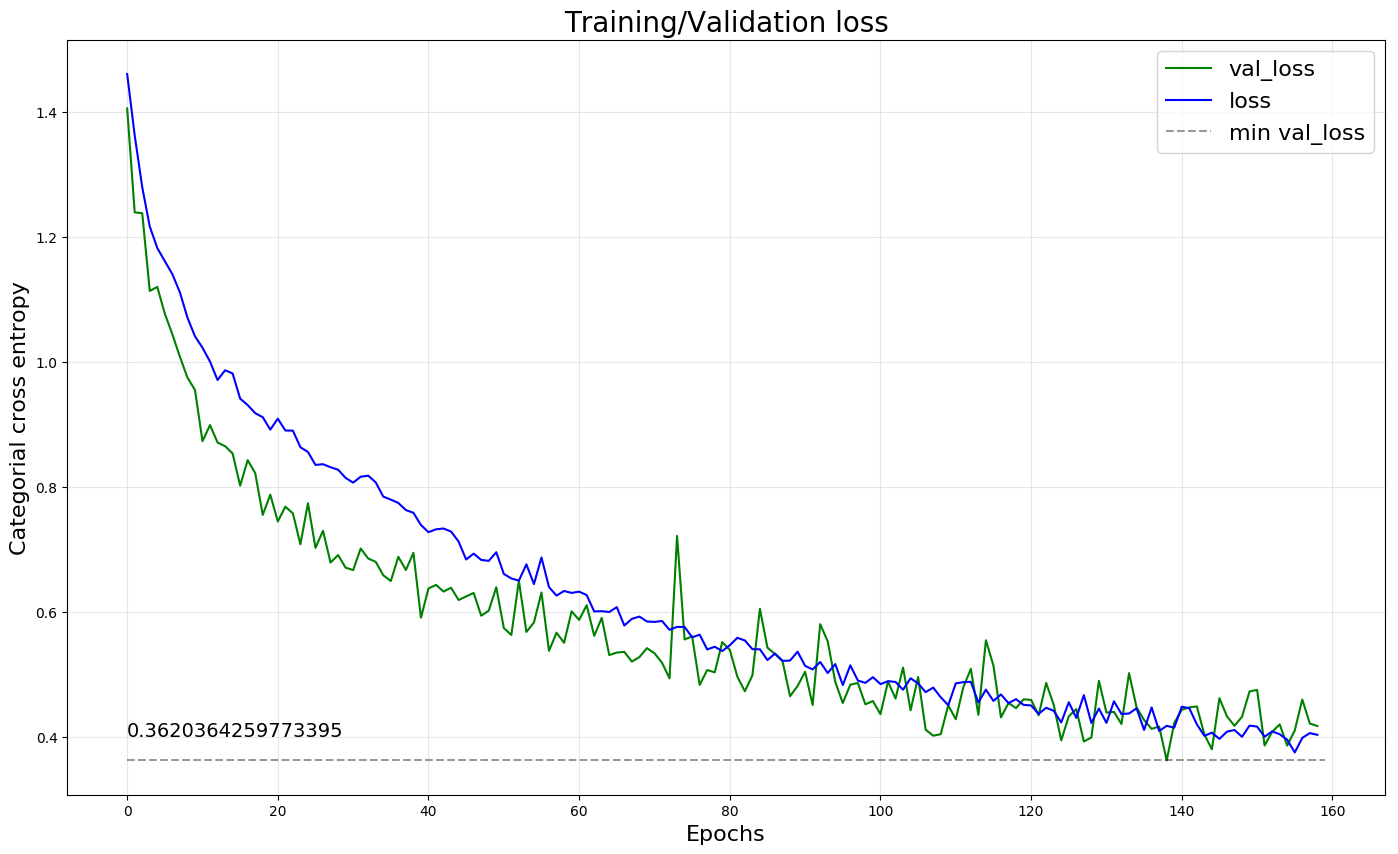 Training/Validation loss
val_loss
loss
min val_loss
Categorial cross entropy
1.4
1.2
1.0
0.8
0.6
0.4
0.3620364259773395
0 20 40 60 80 100 120 140 160
Epochs